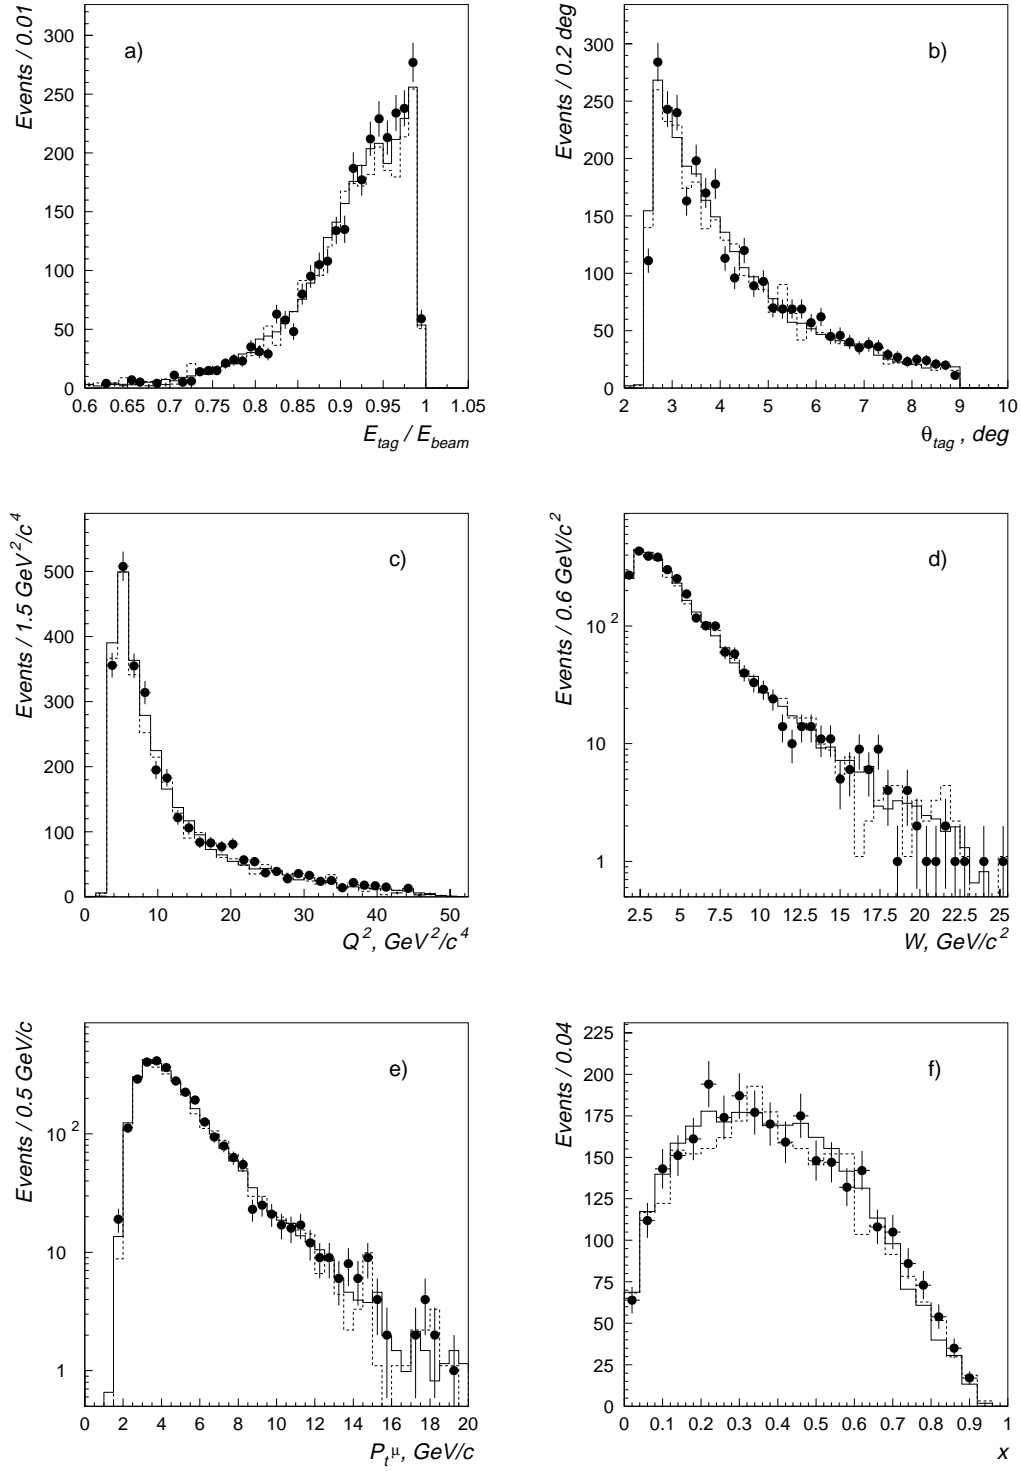 Events / 0.01
a)
0
50
100
150
200
250
300
0.6 0.65 0.7 0.75 0.8 0.85 0.9 0.95 1 1.05
E_tag / E_beam
Events / 0.2 deg
b)
0
50
100
150
200
250
300
2 3 4 5 6 7 8 9 10
θ_tag , deg
Events / 1.5 GeV²/c⁴
c)
0
100
200
300
400
500
0 10 20 30 40 50
Q², GeV²/c⁴
Events / 0.6 GeV/c²
d)
1
10
10²
2.5 5 7.5 10 12.5 15 17.5 20 22.5 25
W, GeV/c²
Events / 0.5 GeV/c
e)
1
10
10²
0 2 4 6 8 10 12 14 16 18 20
P_t^μ, GeV/c
Events / 0.04
f)
0
25
50
75
100
125
150
175
200
225
0 0.1 0.2 0.3 0.4 0.5 0.6 0.7 0.8 0.9 1
x